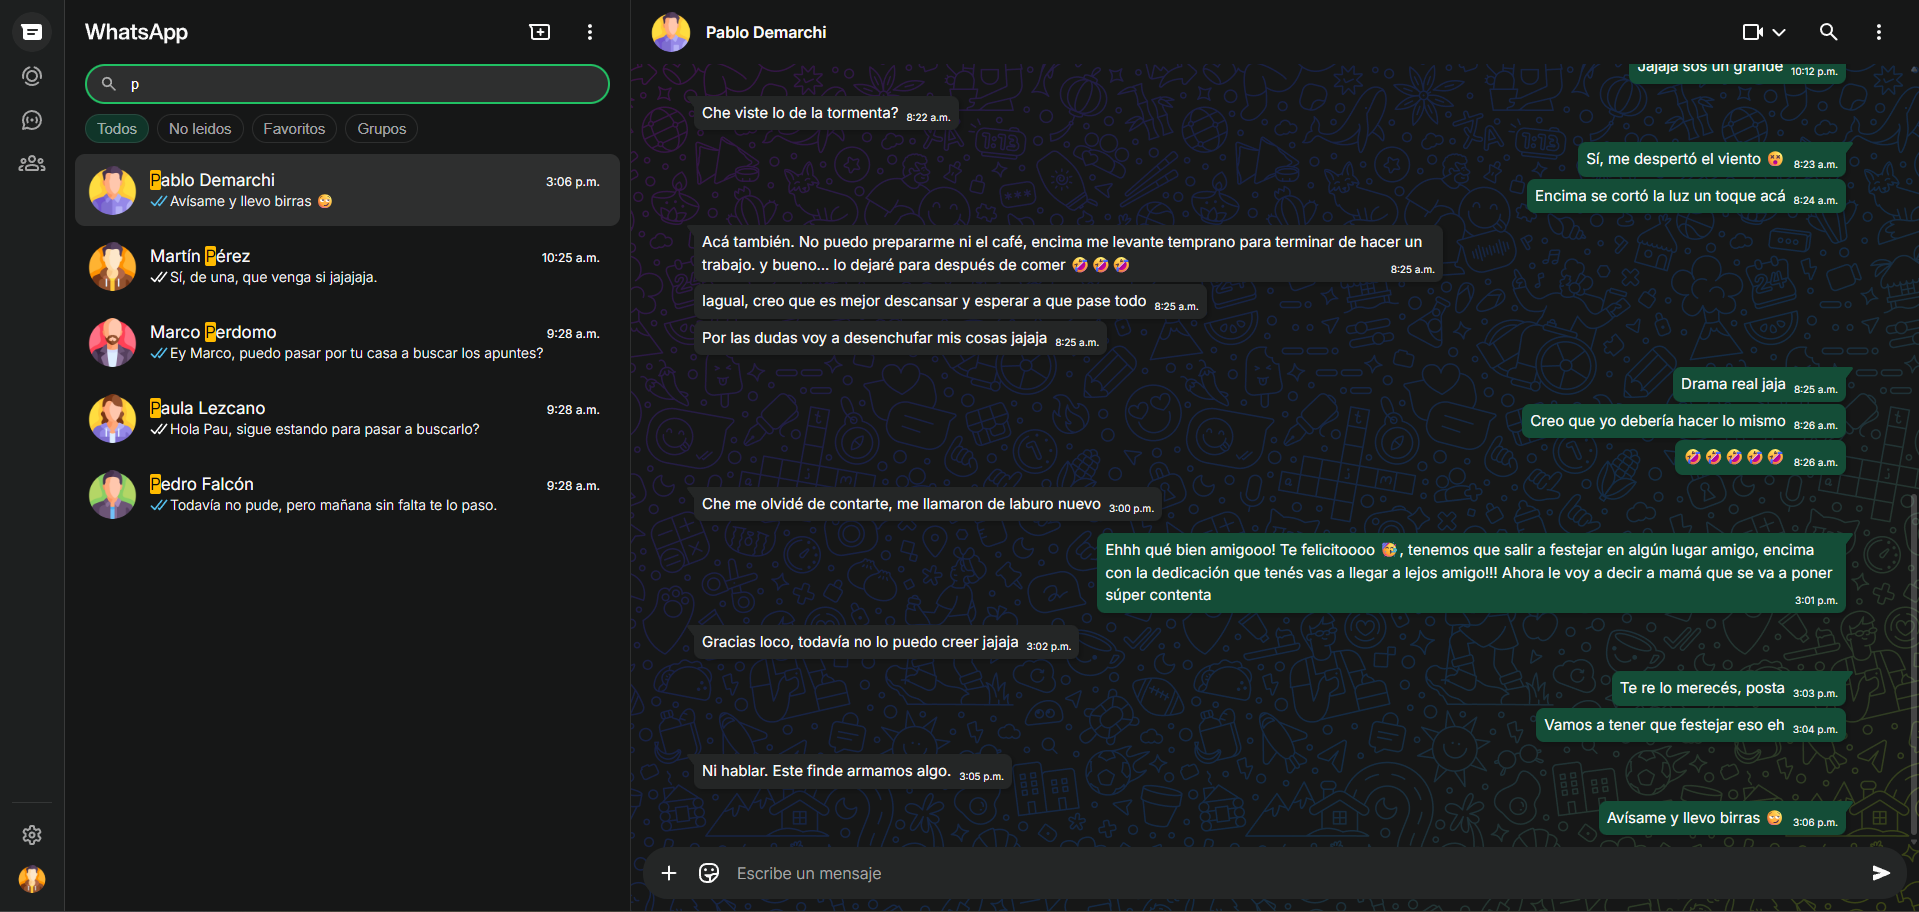 WhatsApp
p
Todos
No leidos
Favoritos
Grupos
Pablo Demarchi
3:06 p.m.
Avísame y llevo birras 😜
Martín Pérez
10:25 a.m.
Sí, de una, que venga si jajajaja.
Marco Perdomo
9:28 a.m.
Ey Marco, puedo pasar por tu casa a buscar los apuntes?
Paula Lezcano
9:28 a.m.
Hola Pau, sigue estando para pasar a buscarlo?
Pedro Falcón
9:28 a.m.
Todavía no pude, pero mañana sin falta te lo paso.
Pablo Demarchi
Jajaja sos un grande 10:12 p.m.
Che viste lo de la tormenta? 8:22 a.m.
Sí, me despertó el viento 😵 8:23 a.m.
Encima se cortó la luz un toque acá 8:24 a.m.
Acá también. No puedo prepararme ni el café, encima me levante temprano para terminar de hacer un
trabajo. y bueno... lo dejaré para después de comer 🤣 🤣 🤣
8:25 a.m.
Iagual, creo que es mejor descansar y esperar a que pase todo 8:25 a.m.
Por las dudas voy a desenchufar mis cosas jajaja 8:25 a.m.
Drama real jaja 8:25 a.m.
Creo que yo debería hacer lo mismo 8:26 a.m.
🤣 🤣 🤣 🤣 🤣 8:26 a.m.
Che me olvidé de contarte, me llamaron de laburo nuevo 3:00 p.m.
Ehhh qué bien amigooo! Te felicitoooo 🥳, tenemos que salir a festejar en algún lugar amigo, encima
con la dedicación que tenés vas a llegar a lejos amigo!!! Ahora le voy a decir a mamá que se va a poner
súper contenta
3:01 p.m.
Gracias loco, todavía no lo puedo creer jajaja 3:02 p.m.
Te re lo merecés, posta 3:03 p.m.
Vamos a tener que festejar eso eh 3:04 p.m.
Ni hablar. Este finde armamos algo. 3:05 p.m.
Avísame y llevo birras 😜 3:06 p.m.
Escribe un mensaje